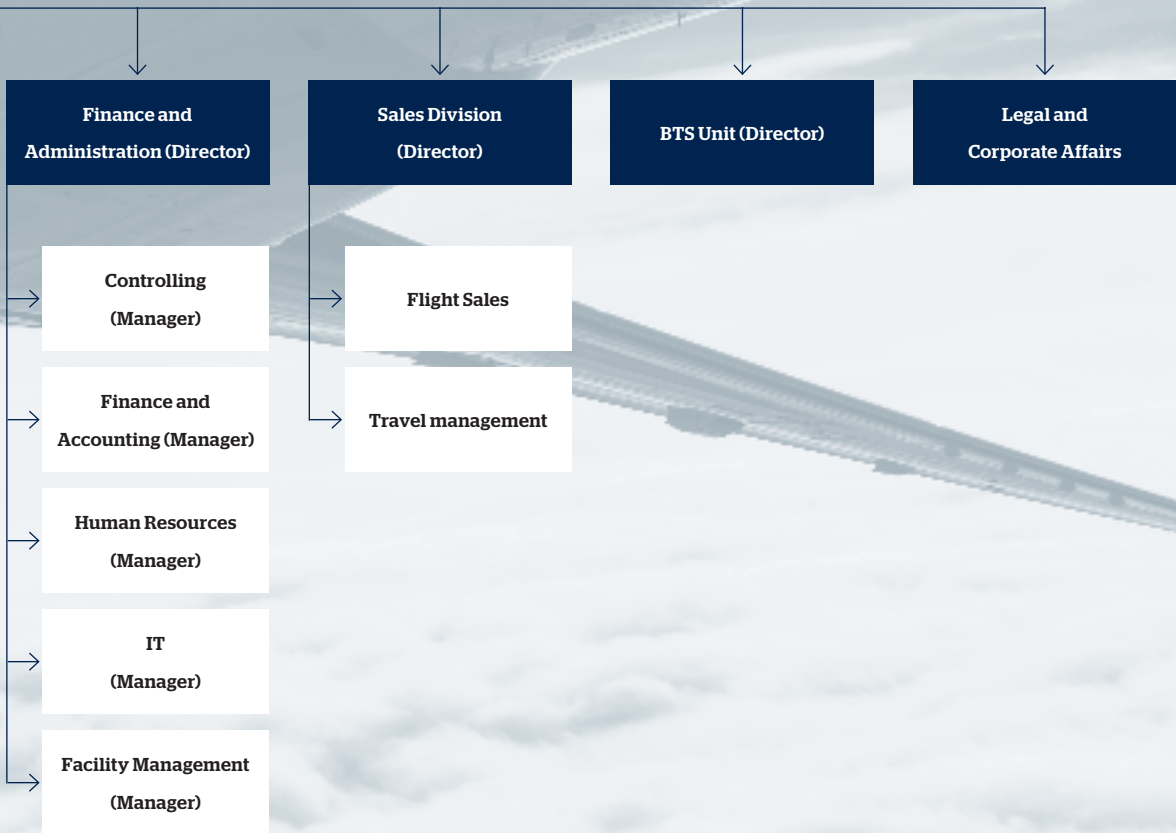 Finance and
Administration (Director)
Sales Division
(Director)
BTS Unit (Director)
Legal and
Corporate Affairs
Controlling
(Manager)
Finance and
Accounting (Manager)
Human Resources
(Manager)
IT
(Manager)
Facility Management
(Manager)
Flight Sales
Travel management